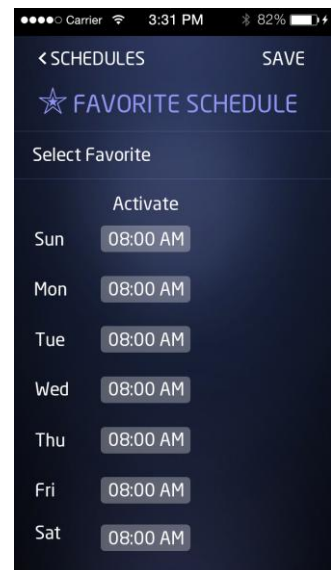 Carrier 3:31 PM 82%
< SCHEDULES SAVE
FAVORITE SCHEDULE
Select Favorite
Activate
Sun 08:00 AM
Mon 08:00 AM
Tue 08:00 AM
Wed 08:00 AM
Thu 08:00 AM
Fri 08:00 AM
Sat 08:00 AM